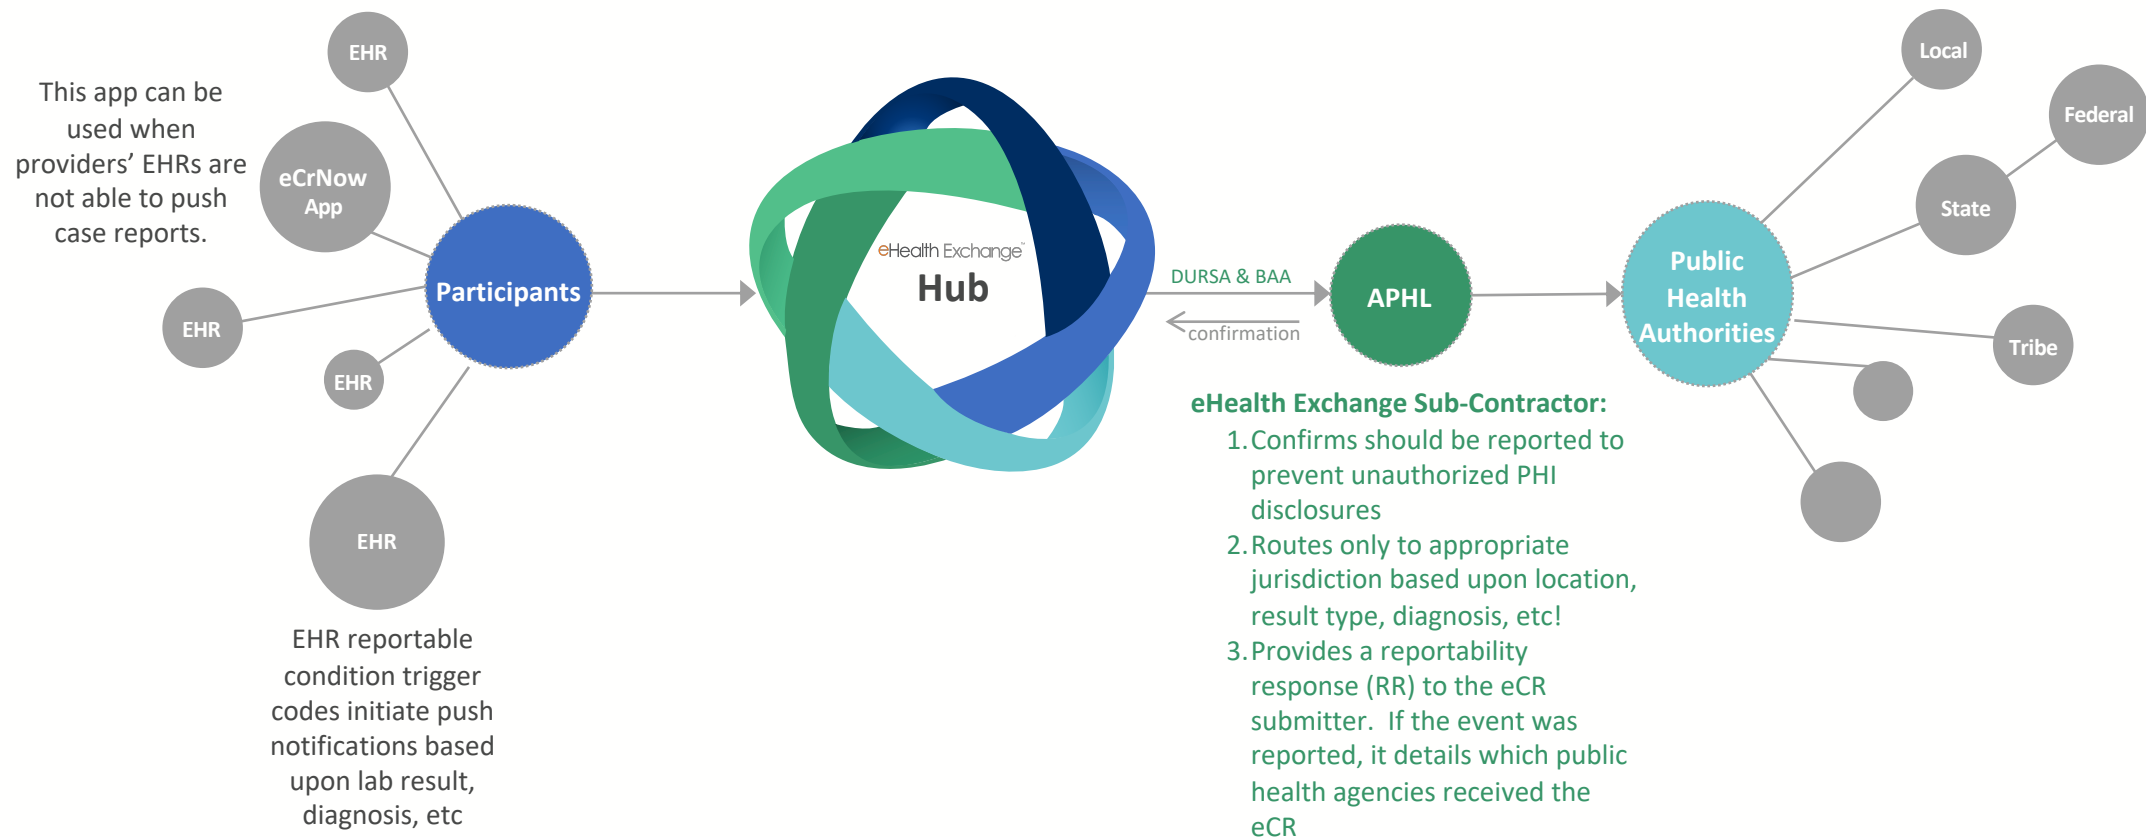 EHR
This app can be
used when
providers’ EHRs are
not able to push
case reports.
eCrNow
App
Participants
EHR
EHR
EHR
EHR reportable
condition trigger
codes initiate push
notifications based
upon lab result,
diagnosis, etc
eHealth Exchange™
Hub
DURSA & BAA
confirmation
APHL
eHealth Exchange Sub-Contractor:
1. Confirms should be reported to
prevent unauthorized PHI
disclosures
2. Routes only to appropriate
jurisdiction based upon location,
result type, diagnosis, etc!
3. Provides a reportability
response (RR) to the eCR
submitter.  If the event was
reported, it details which public
health agencies received the
eCR
Public
Health
Authorities
Local
Federal
State
Tribe